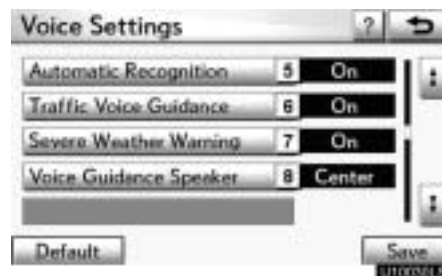 Voice Settings ?
Automatic Recognition 5 On
Traffic Voice Guidance 6 On
Severe Weather Warning 7 On
Voice Guidance Speaker 8 Center
Default Save